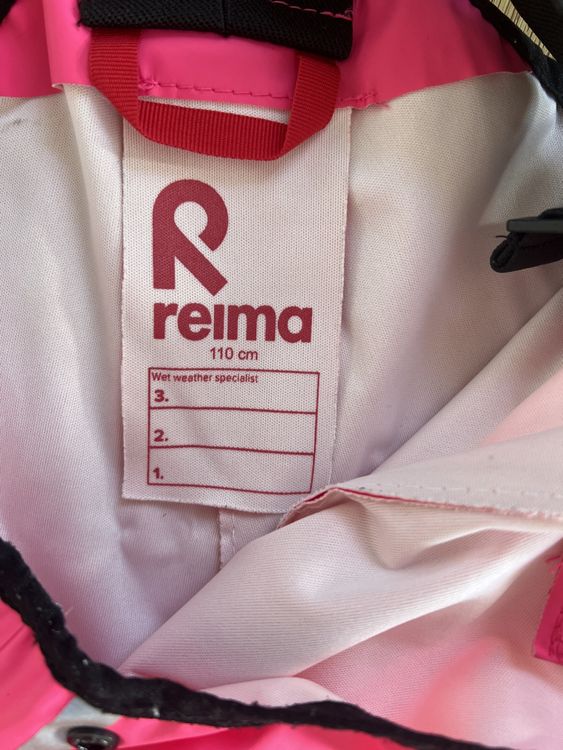 reima
110 cm
Wet weather specialist
3.
2.
1.